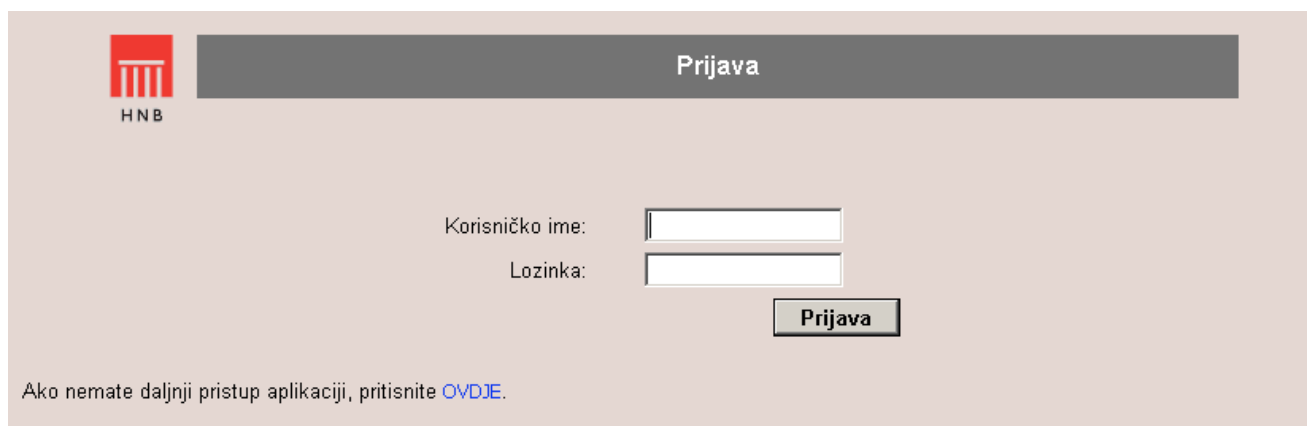 Prijava
HNB
Korisničko ime:
Lozinka:
Prijava
Ako nemate daljnji pristup aplikaciji, pritisnite OVDJE.